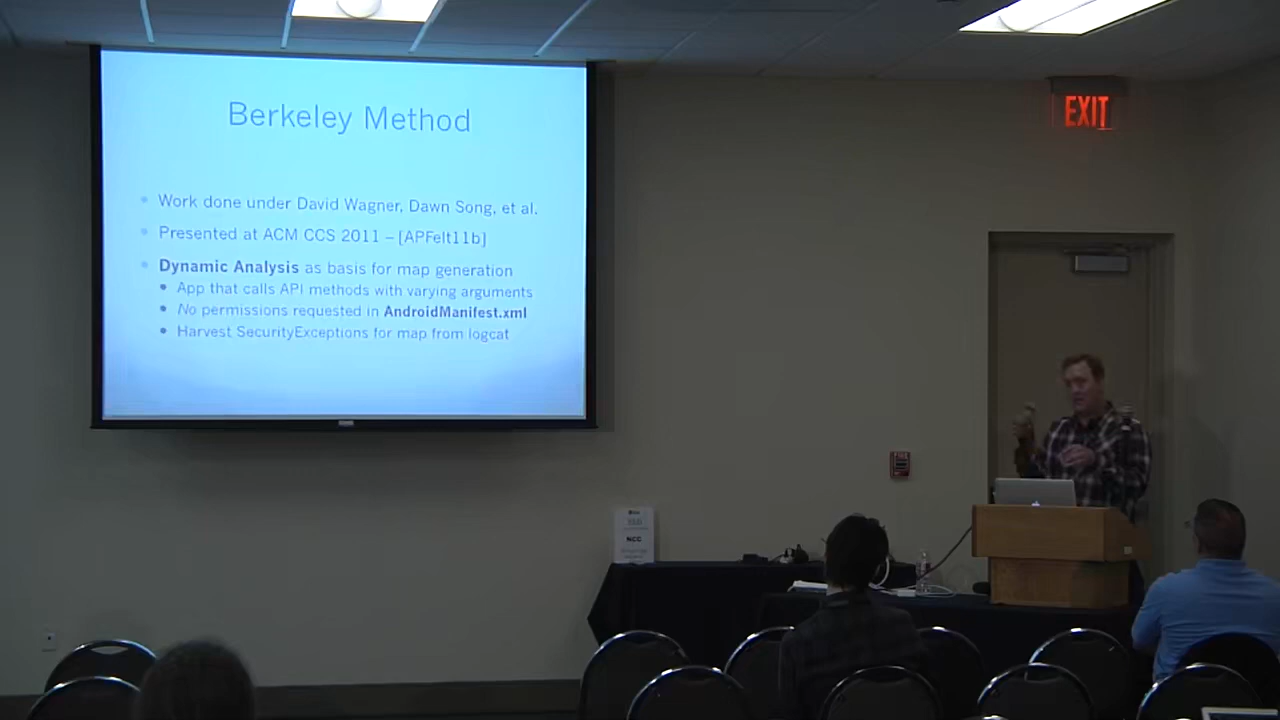 Berkeley Method
Work done under David Wagner, Dawn Song, et al.
Presented at ACM CCS 2011 – [APFelt11b]
Dynamic Analysis as basis for map generation
App that calls API methods with varying arguments
No permissions requested in AndroidManifest.xml
Harvest SecurityExceptions for map from logcat
EXIT
FIRE
NCC